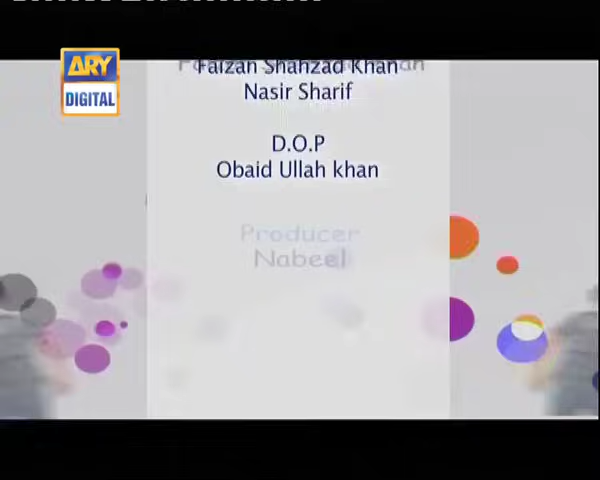 ARY
DIGITAL
Faizan Shahzad Khan
Nasir Sharif
D.O.P
Obaid Ullah khan
Producer
Nabeel